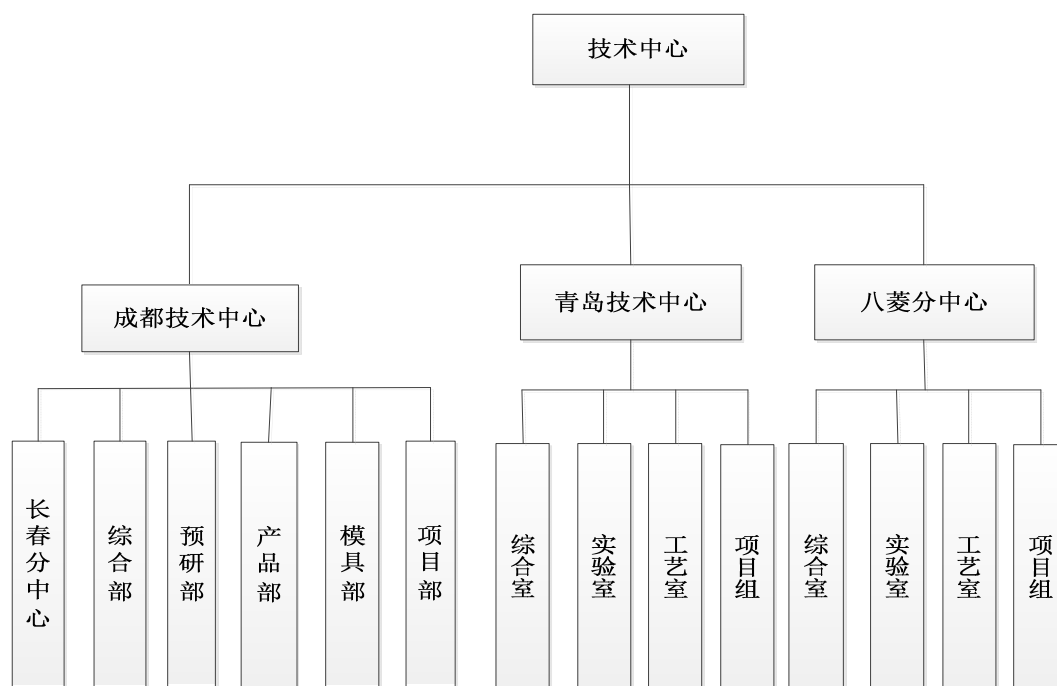 技术中心
成都技术中心
青岛技术中心
八菱分中心
长春分中心
综合部
预研部
产品部
模具部
项目部
综合室
实验室
工艺室
项目组
综合室
实验室
工艺室
项目组